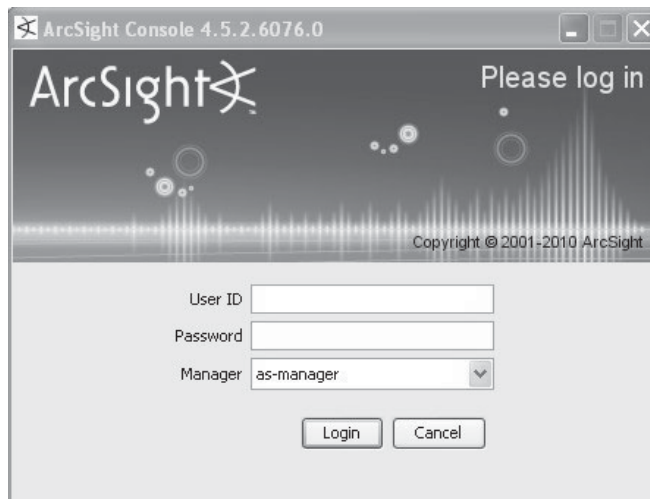 ArcSight Console 4.5.2.6076.0
ArcSight
Please log in
Copyright © 2001-2010 ArcSight
User ID
Password
Manager as-manager
Login Cancel